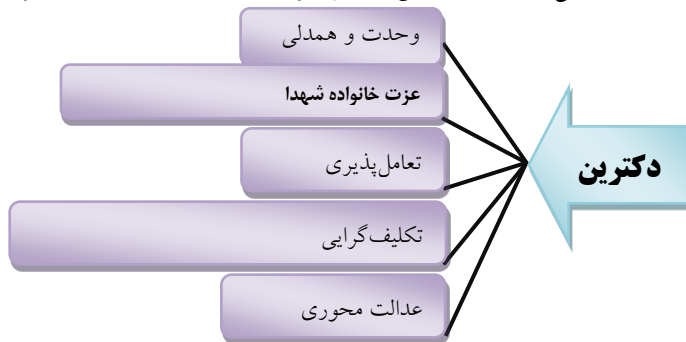 وحدت و همدلی
عزت خانواده شهدا
تعامل‌پذیری
تکلیف‌گرایی
عدالت محوری
دکترین